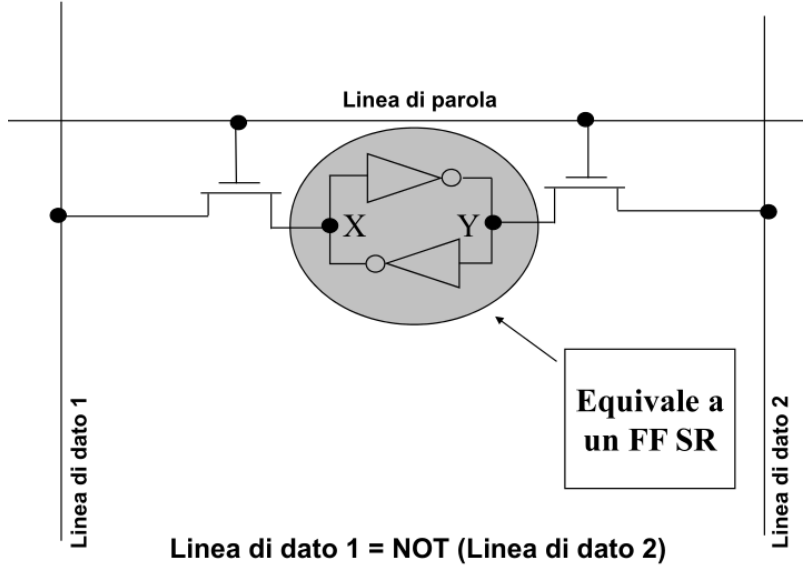 Linea di parola
X
Y
Equivale a
un FF SR
Linea di dato 1
Linea di dato 2
Linea di dato 1 = NOT (Linea di dato 2)